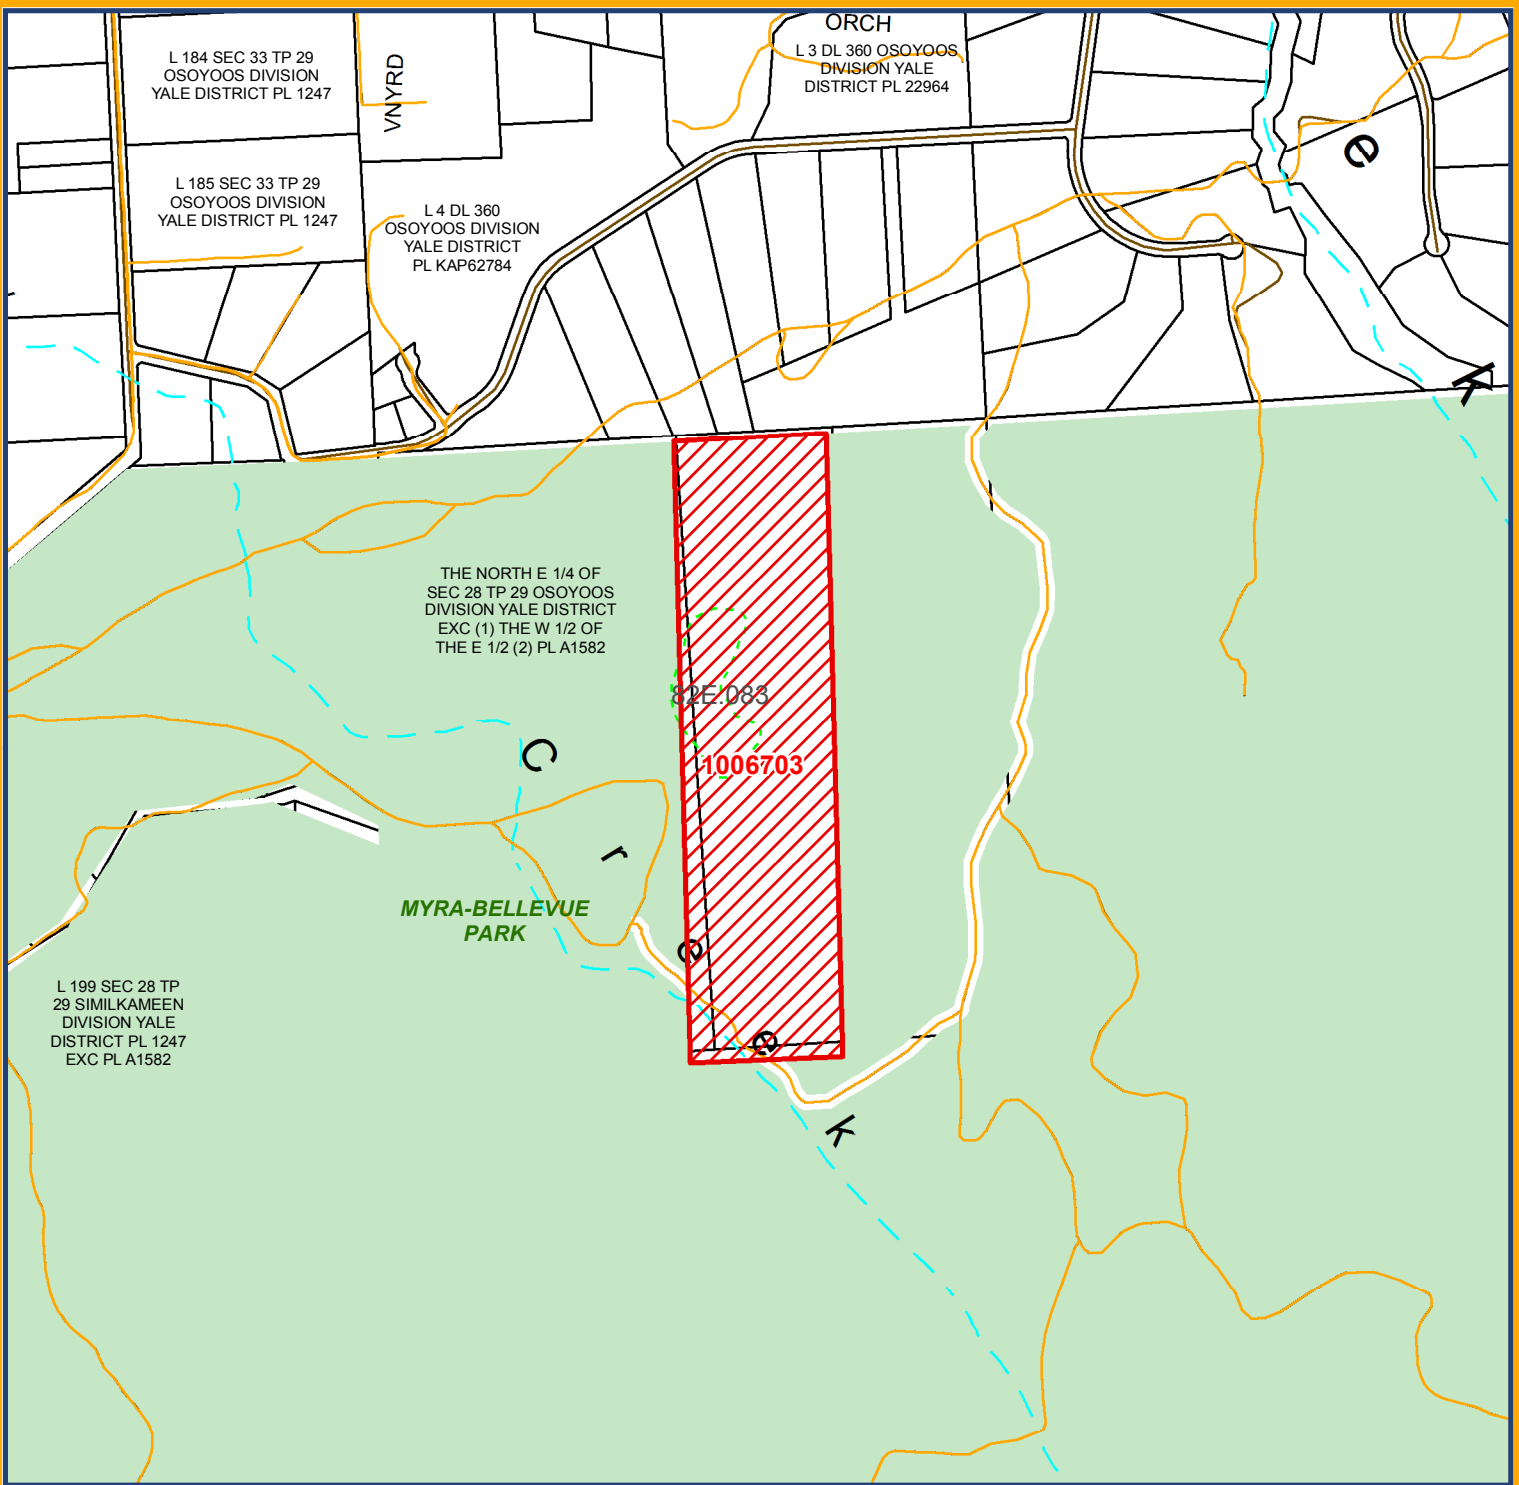 L 184 SEC 33 TP 29
OSOYOOS DIVISION
YALE DISTRICT PL 1247
VNYRD
ORCH
L 3 DL 360 OSOYOOS
DIVISION YALE
DISTRICT PL 22964
L 185 SEC 33 TP 29
OSOYOOS DIVISION
YALE DISTRICT PL 1247
L 4 DL 360
OSOYOOS DIVISION
YALE DISTRICT
PL KAP62784
e
k
THE NORTH E 1/4 OF
SEC 28 TP 29 OSOYOOS
DIVISION YALE DISTRICT
EXC (1) THE W 1/2 OF
THE E 1/2 (2) PL A1582
82E.083
1006703
C r e e k
MYRA-BELLEVUE
PARK
L 199 SEC 28 TP
29 SIMILKAMEEN
DIVISION YALE
DISTRICT PL 1247
EXC PL A1582